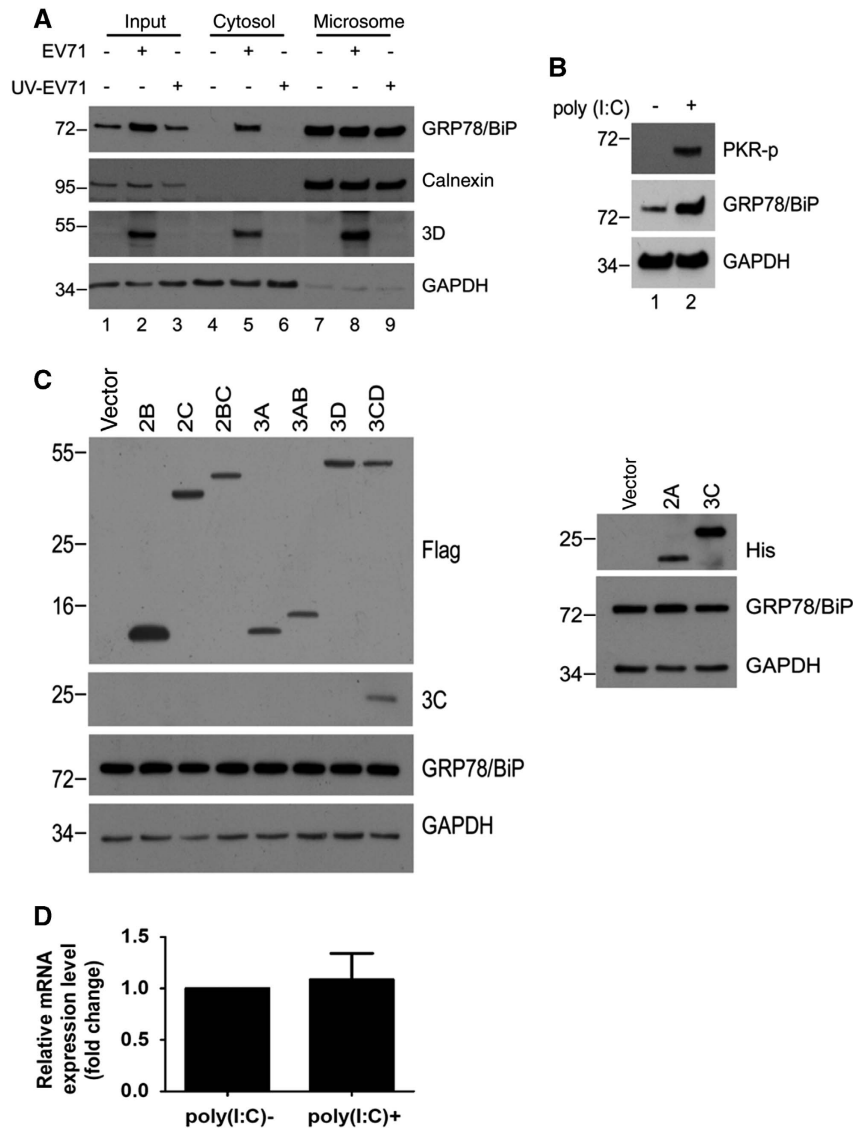 A
Input Cytosol Microsome
EV71 - + - - + - - + -
UV-EV71 - - + - - + - - +
72 GRP78/BiP
95 Calnexin
55 3D
34 GAPDH
1 2 3 4 5 6 7 8 9
B
poly (I:C) - +
72 PKR-p
72 GRP78/BiP
34 GAPDH
1 2
C
Vector 2B 2C 2BC 3A 3AB 3D 3CD
55
25 Flag
16
25 3C
72 GRP78/BiP
34 GAPDH
Vector 2A 3C
25 His
72 GRP78/BiP
34 GAPDH
D
Relative mRNA
expression level
(fold change)
1.5
1.0
0.5
0.0
poly(I:C)- poly(I:C)+